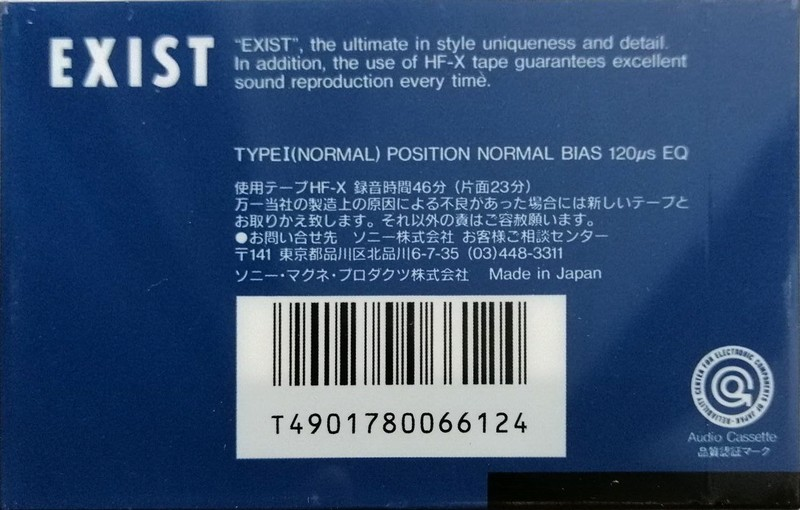 EXIST
"EXIST", the ultimate in style uniqueness and detail.
In addition, the use of HF-X tape guarantees excellent
sound reproduction every time.
TYPEⅠ(NORMAL) POSITION NORMAL BIAS 120μs EQ
使用テープHF-X 録音時間46分（片面23分）
万一当社の製造上の原因による不良があった場合には新しいテープと
お取りかえ致します。それ以外の責はご容赦願います。
●お問い合せ先 ソニー株式会社 お客様ご相談センター
〒141 東京都品川区北品川6-7-35 (03)448-3311
ソニー・マグネ・プロダクツ株式会社 Made in Japan
T4901780066124
RELIABILITY CENTER FOR ELECTRONIC COMPONENTS OF JAPAN
Audio Cassette
品質認証マーク